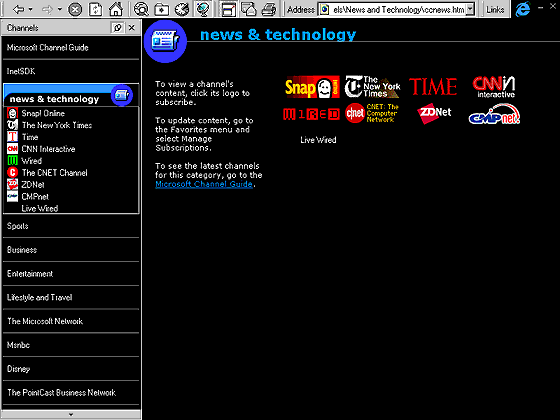 Address
els\News and Technology\ccnews.htm
Links
Channels
Microsoft Channel Guide
InetSDK
news & technology
Snap! Online
The New York Times
Time
CNN Interactive
Wired
The CNET Channel
ZDNet
CMPnet
Live Wired
Sports
Business
Entertainment
Lifestyle and Travel
The Microsoft Network
Msnbc
Disney
The PointCast Business Network
news & technology
To view a channel's
content, click its logo to
subscribe.
To update content, go to
the Favorites menu and
select Manage
Subscriptions.
To see the latest channels
for this category, go to the
Microsoft Channel Guide.
Snap!
The
New York
Times
TIME
CNN
interactive
WIRED
c|net
CNET: The
Computer
Network
ZDNet
CMPnet
Live Wired